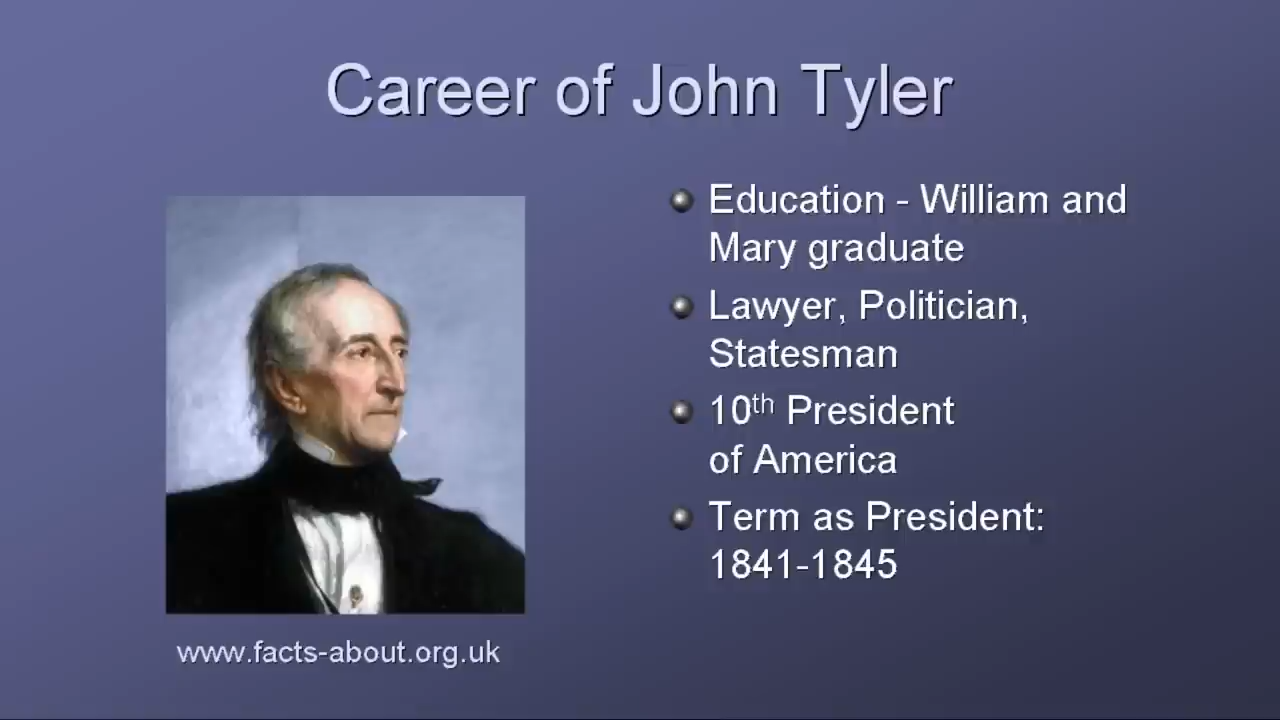 Career of John Tyler
Education - William and
Mary graduate
Lawyer, Politician,
Statesman
10th President
of America
Term as President:
1841-1845
www.facts-about.org.uk